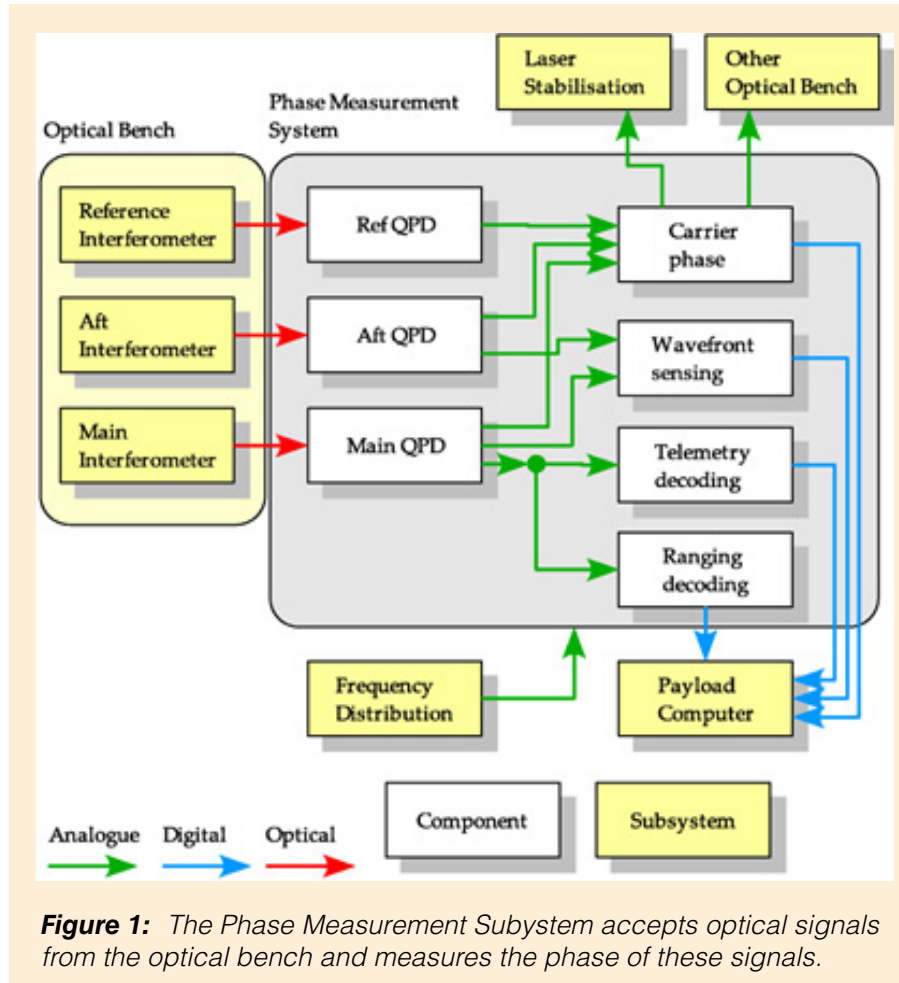 Laser
Stabilisation
Other
Optical Bench
Phase Measurement
System
Optical Bench
Reference
Interferometer
Ref QPD
Carrier
phase
Aft
Interferometer
Aft QPD
Wavefront
sensing
Main
Interferometer
Main QPD
Telemetry
decoding
Ranging
decoding
Frequency
Distribution
Payload
Computer
Analogue
Digital
Optical
Component
Subsystem
Figure 1: The Phase Measurement Subystem accepts optical signals
from the optical bench and measures the phase of these signals.